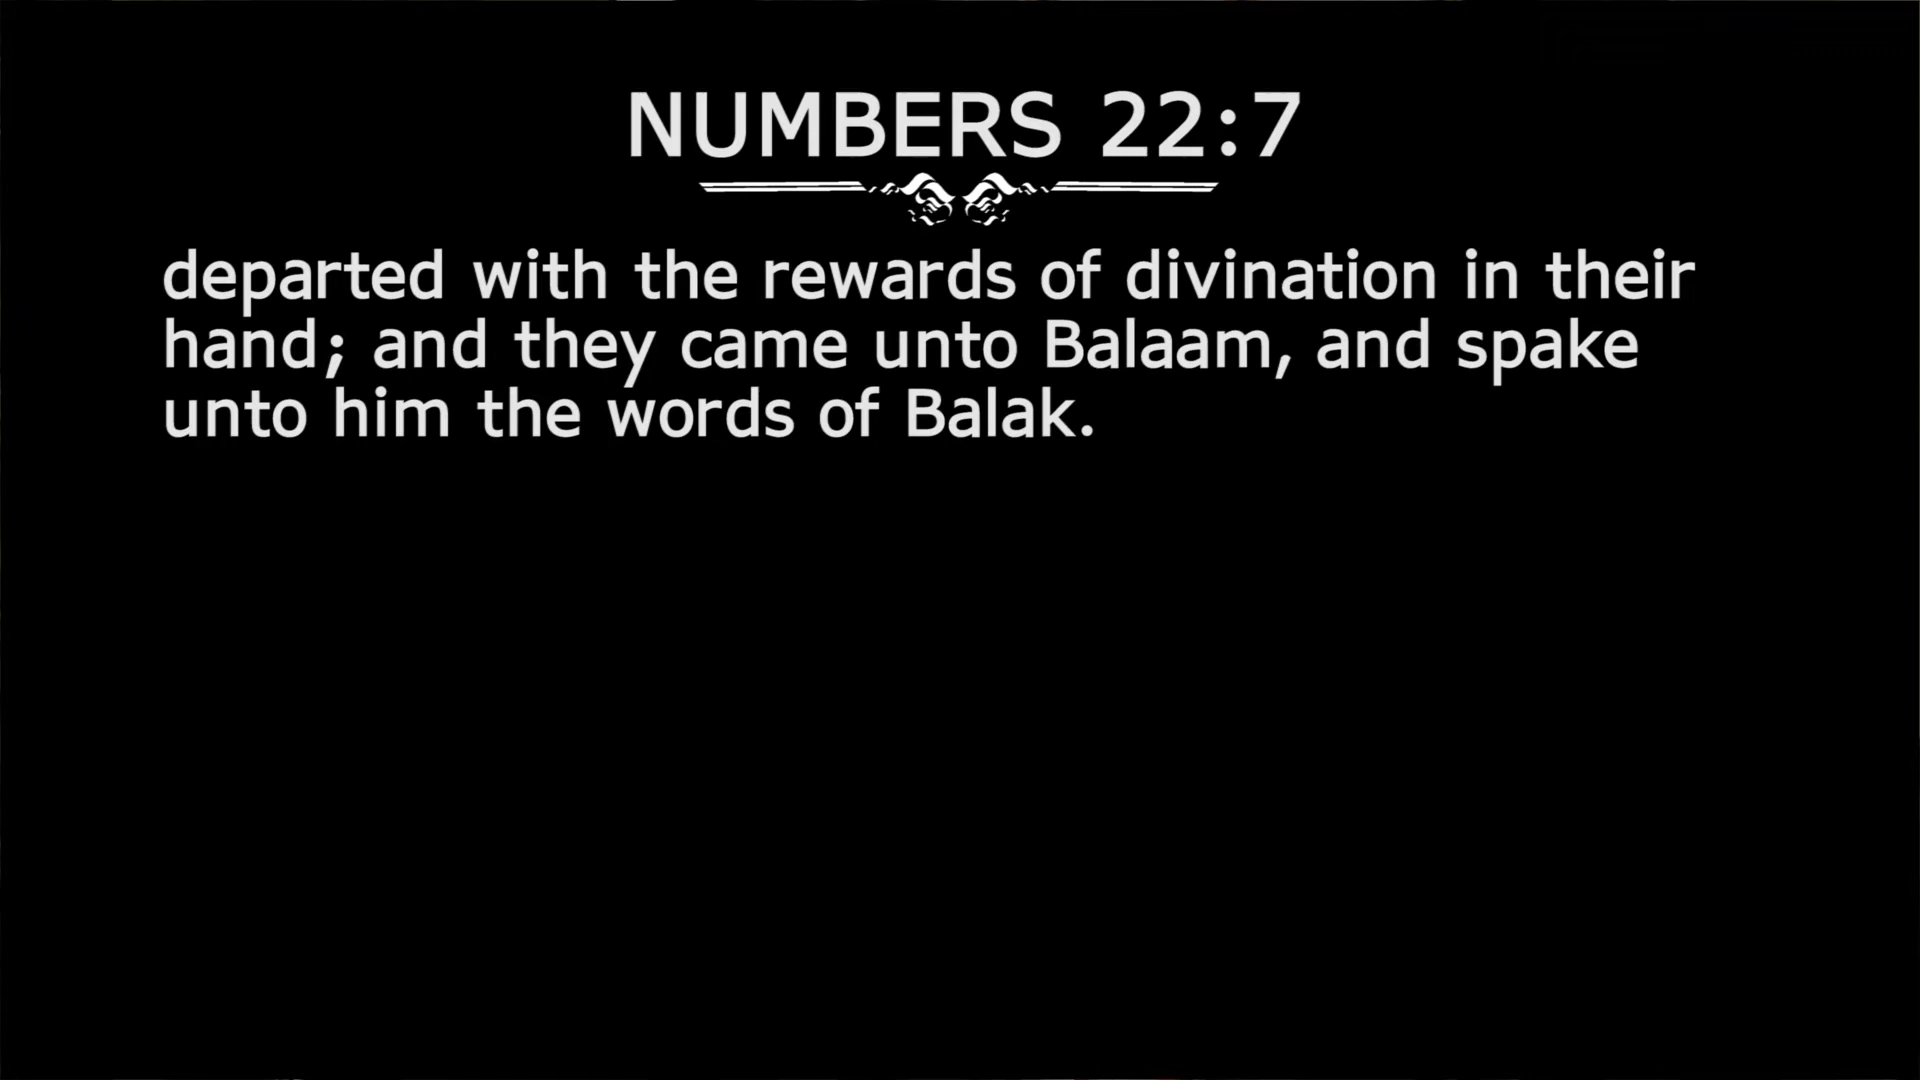 NUMBERS 22:7
departed with the rewards of divination in their
hand; and they came unto Balaam, and spake
unto him the words of Balak.